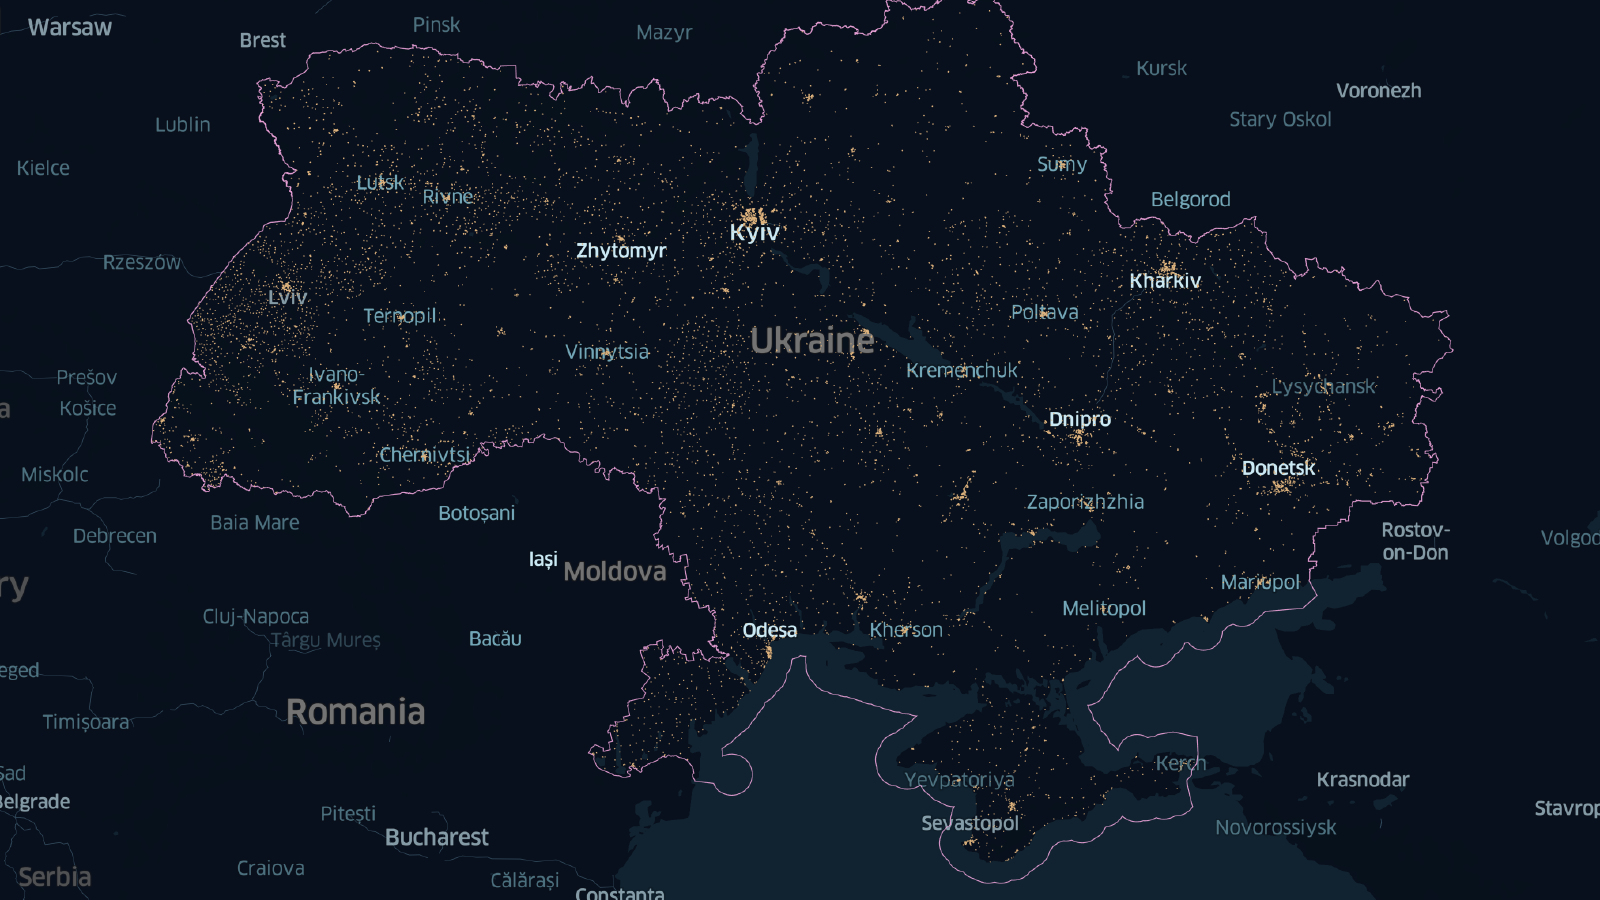 Warsaw
Brest
Pinsk
Mazyr
Kursk
Voronezh
Stary Oskol
Lublin
Kielce
Sumy
Lutsk
Rivne
Belgorod
Kyiv
Zhytomyr
Rzeszów
Kharkiv
Lviv
Ternopil
Poltava
Ukraine
Vinnytsia
Kremenchuk
Prešov
Ivano-
Frankivsk
Lysychansk
Košice
a
Dnipro
Chernivtsi
Donetsk
Miskolc
Zaporizhzhia
Botoșani
Baia Mare
Debrecen
Rostov-
on-Don
Volgod
Iași
Moldova
ry
Mariupol
Melitopol
Cluj-Napoca
Târgu Mureș
Bacău
Odesa
Kherson
eged
Romania
Timișoara
Kerch
Sad
Yevpatoriya
Krasnodar
Belgrade
Stavrop
Pitești
Sevastopol
Novorossiysk
Bucharest
Craiova
Serbia
Călărași
Constanța